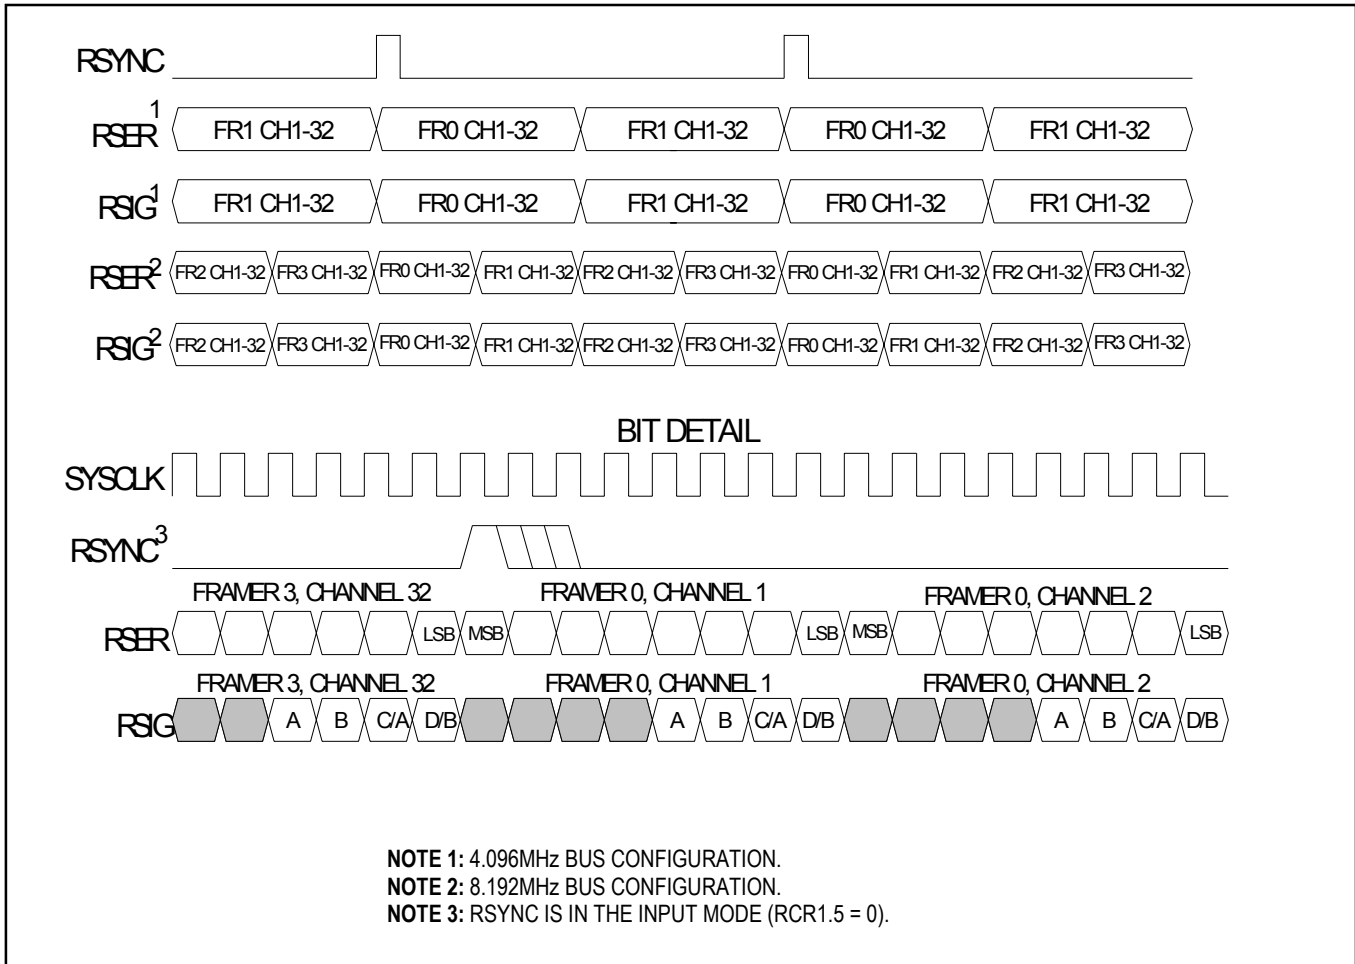 RSYNC
RSER1 FR1 CH1-32 FR0 CH1-32 FR1 CH1-32 FR0 CH1-32 FR1 CH1-32
RSIG1 FR1 CH1-32 FR0 CH1-32 FR1 CH1-32 FR0 CH1-32 FR1 CH1-32
RSER2 FR2 CH1-32 FR3 CH1-32 FR0 CH1-32 FR1 CH1-32 FR2 CH1-32 FR3 CH1-32 FR0 CH1-32 FR1 CH1-32 FR2 CH1-32 FR3 CH1-32
RSIG2 FR2 CH1-32 FR3 CH1-32 FR0 CH1-32 FR1 CH1-32 FR2 CH1-32 FR3 CH1-32 FR0 CH1-32 FR1 CH1-32 FR2 CH1-32 FR3 CH1-32
BIT DETAIL
SYSCLK
RSYNC3
FRAMER 3, CHANNEL 32 FRAMER 0, CHANNEL 1 FRAMER 0, CHANNEL 2
RSER LSB MSB LSB MSB LSB
FRAMER 3, CHANNEL 32 FRAMER 0, CHANNEL 1 FRAMER 0, CHANNEL 2
RSIG A B C/A D/B A B C/A D/B A B C/A D/B
NOTE 1: 4.096MHz BUS CONFIGURATION.
NOTE 2: 8.192MHz BUS CONFIGURATION.
NOTE 3: RSYNC IS IN THE INPUT MODE (RCR1.5 = 0).